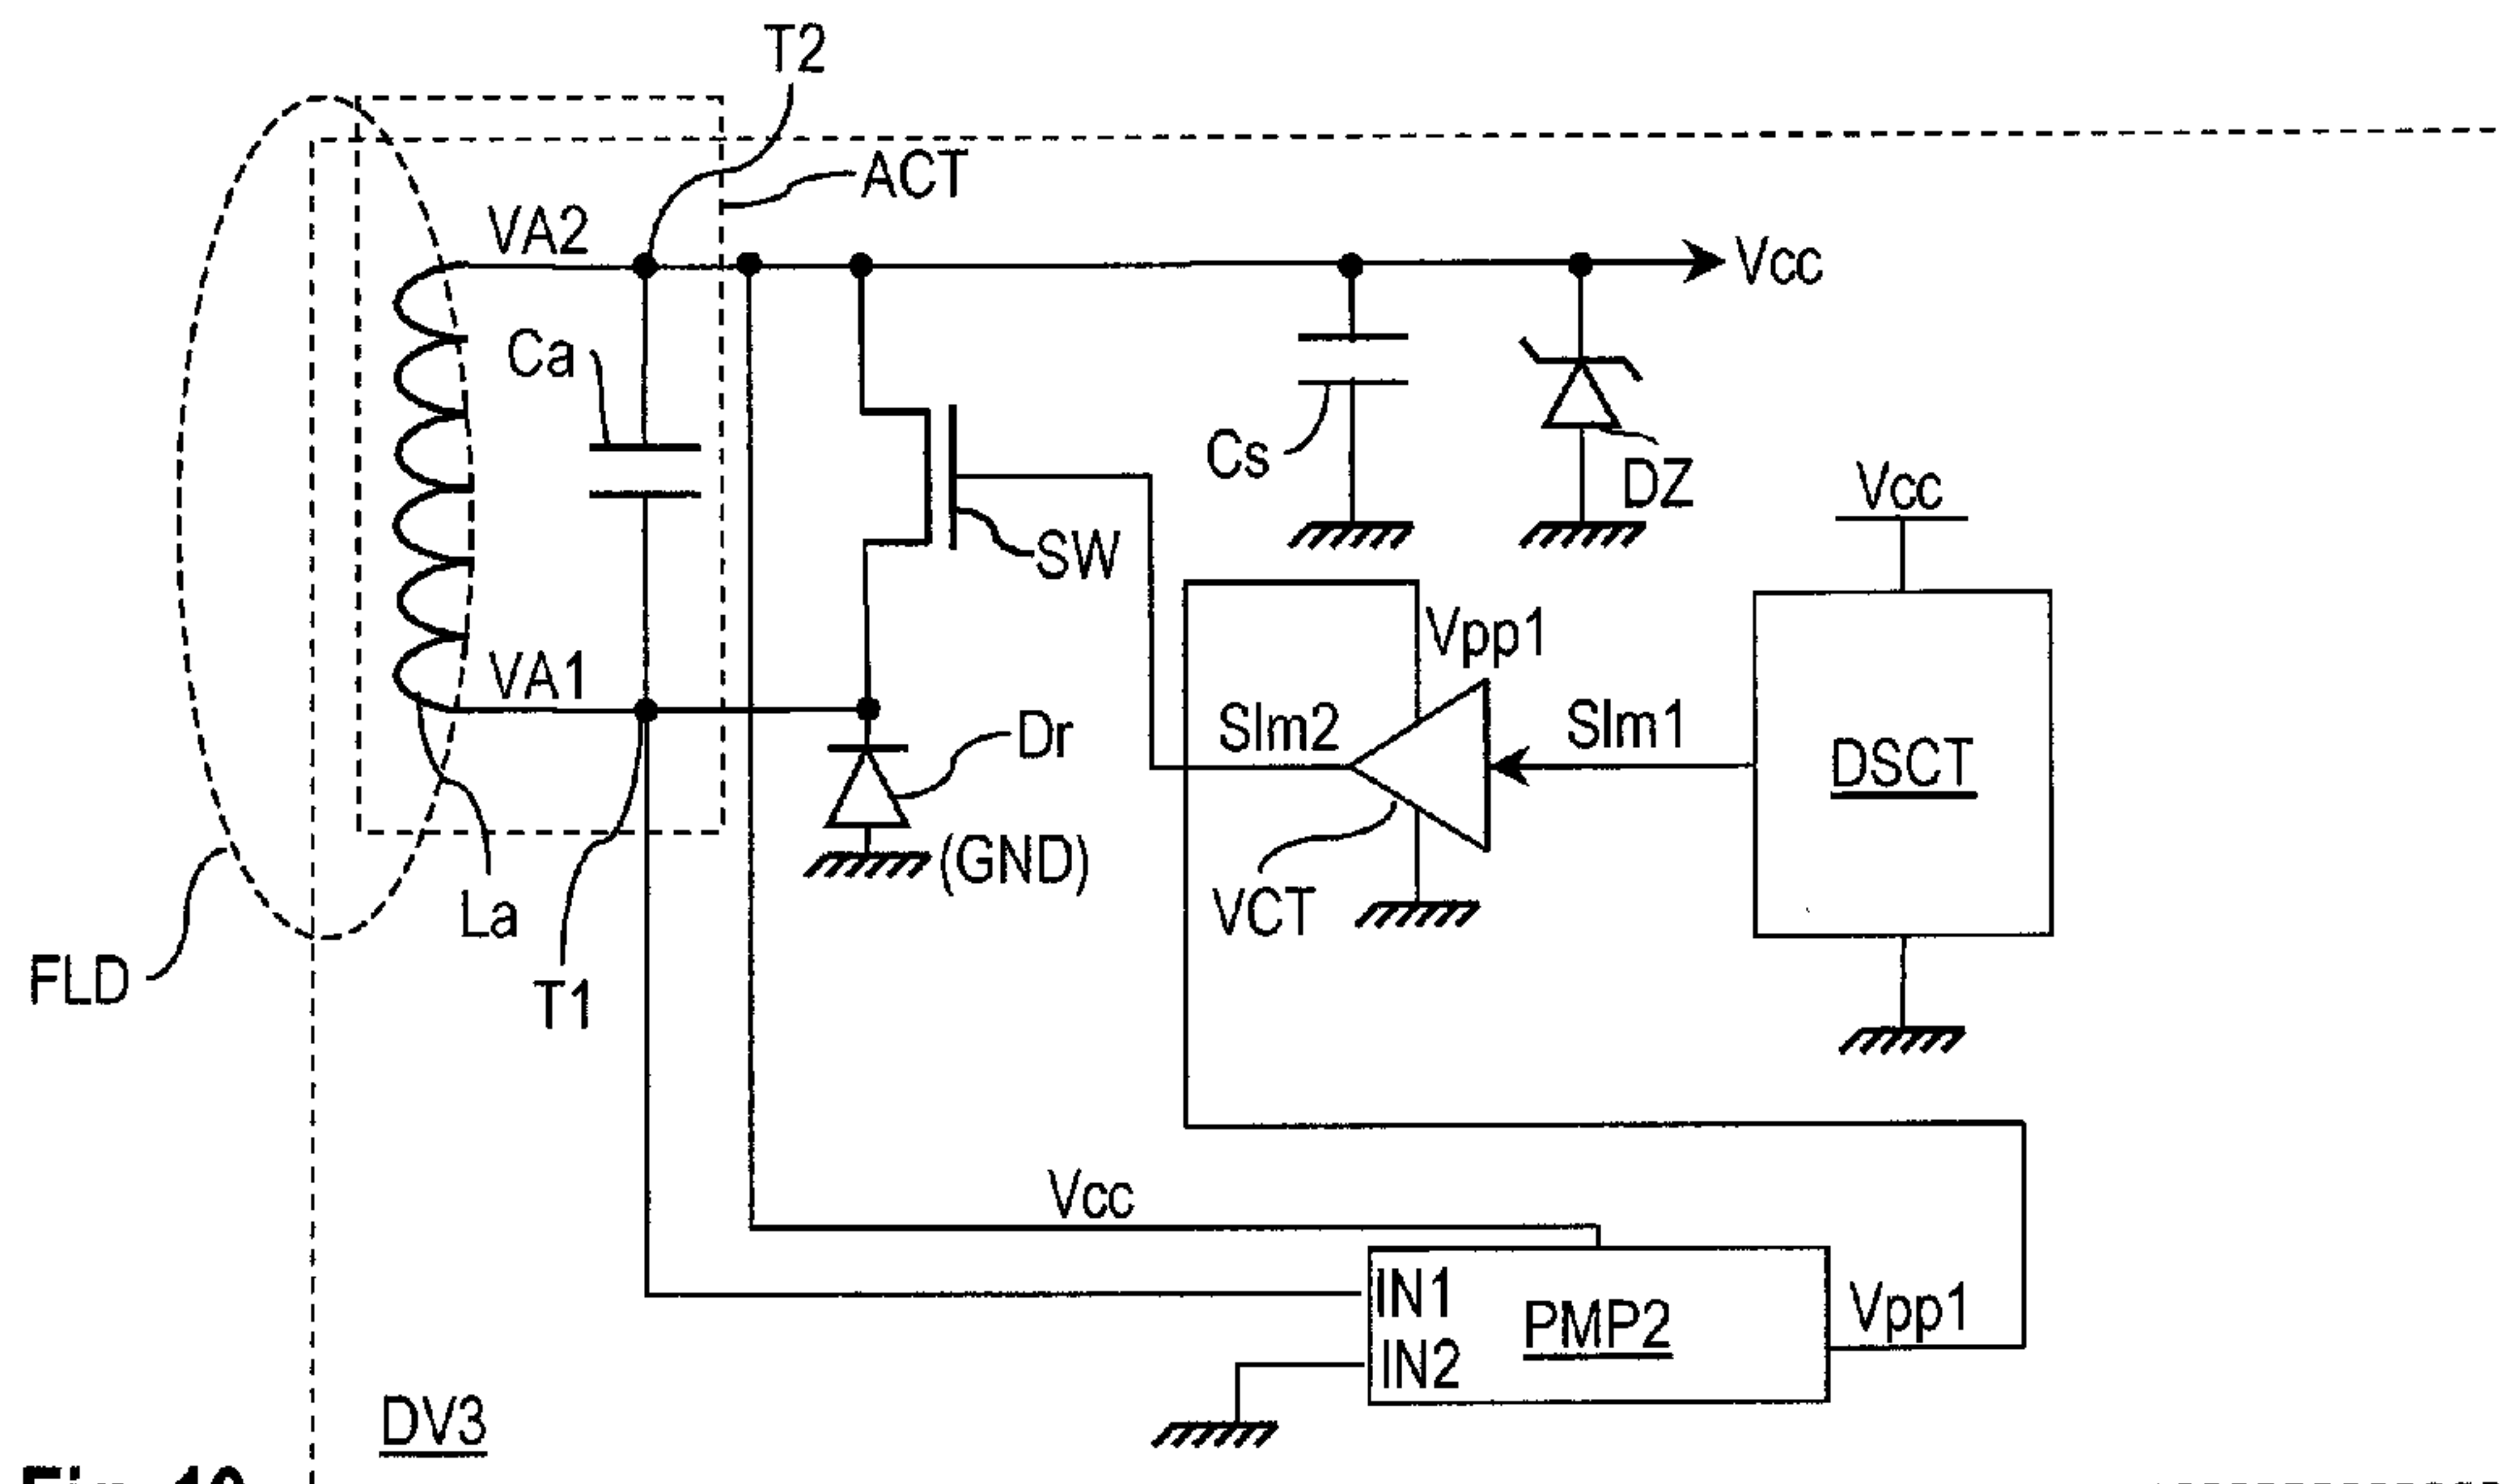 T2
ACT
VA2
Vcc
Ca
Cs
DZ
Vcc
SW
Vpp1
VA1
Slm2
Slm1
Dr
DSCT
(GND)
VCT
La
FLD
T1
Vcc
IN1
PMP2
Vpp1
IN2
DV3